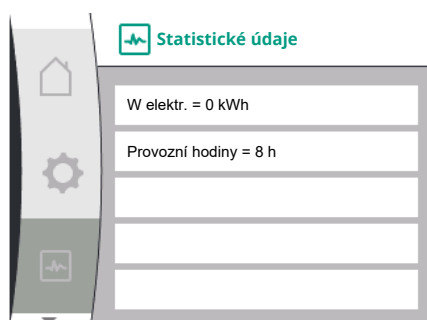 Statistické údaje
W elektr. = 0 kWh
Provozní hodiny = 8 h